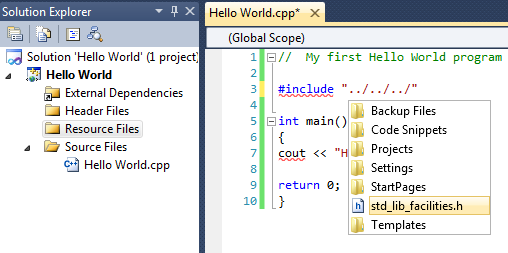 Solution Explorer
Solution 'Hello World' (1 project)
Hello World
External Dependencies
Header Files
Resource Files
Source Files
Hello World.cpp
Hello World.cpp*
(Global Scope)
1 // My first Hello World program
2
3 #include "../../../"
4
5 int main()
6 {
7 cout << "H
8
9 return 0;
10 }
Backup Files
Code Snippets
Projects
Settings
StartPages
std_lib_facilities.h
Templates